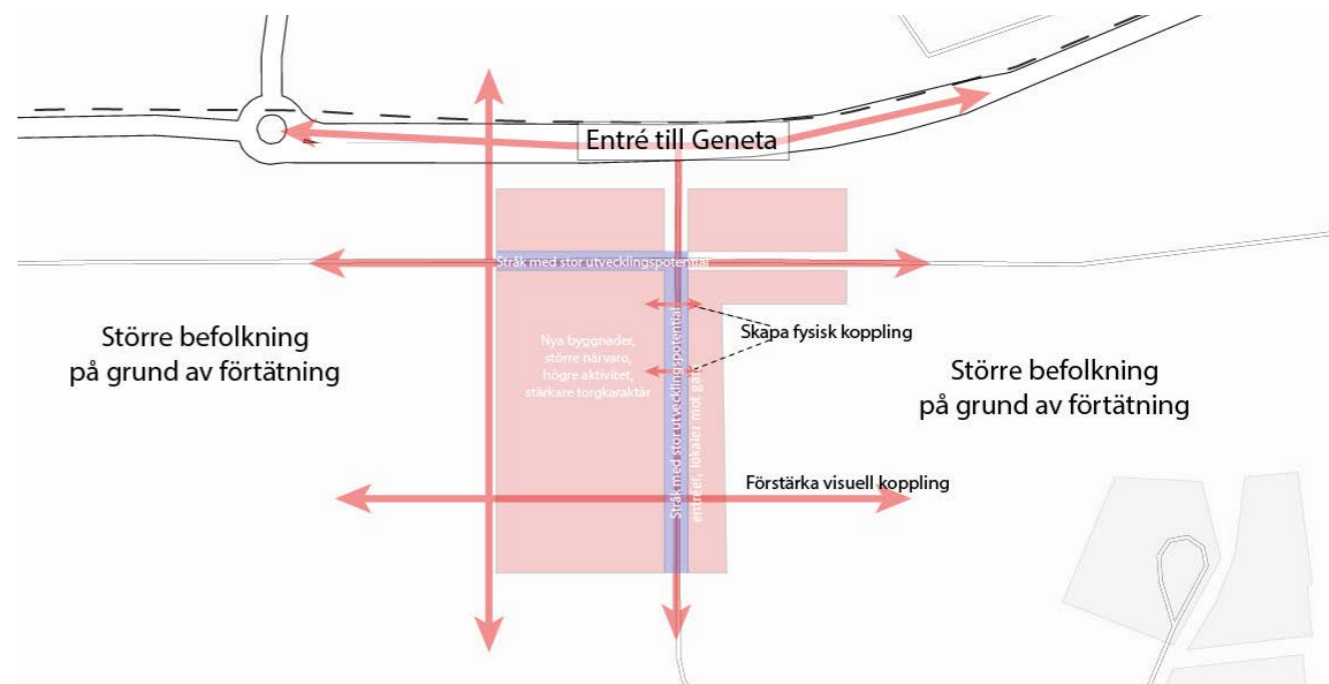 Entré till Geneta
Stråk med stor utvecklingspotential
Större befolkning
på grund av förtätning
Nya byggnader,
större närvaro,
högre aktivitet,
stärkare torgkaraktär
Stråk med stor utvecklingspotential
entréer, lokaler mot
Skapa fysisk koppling
Större befolkning
på grund av förtätning
Förstärka visuell koppling